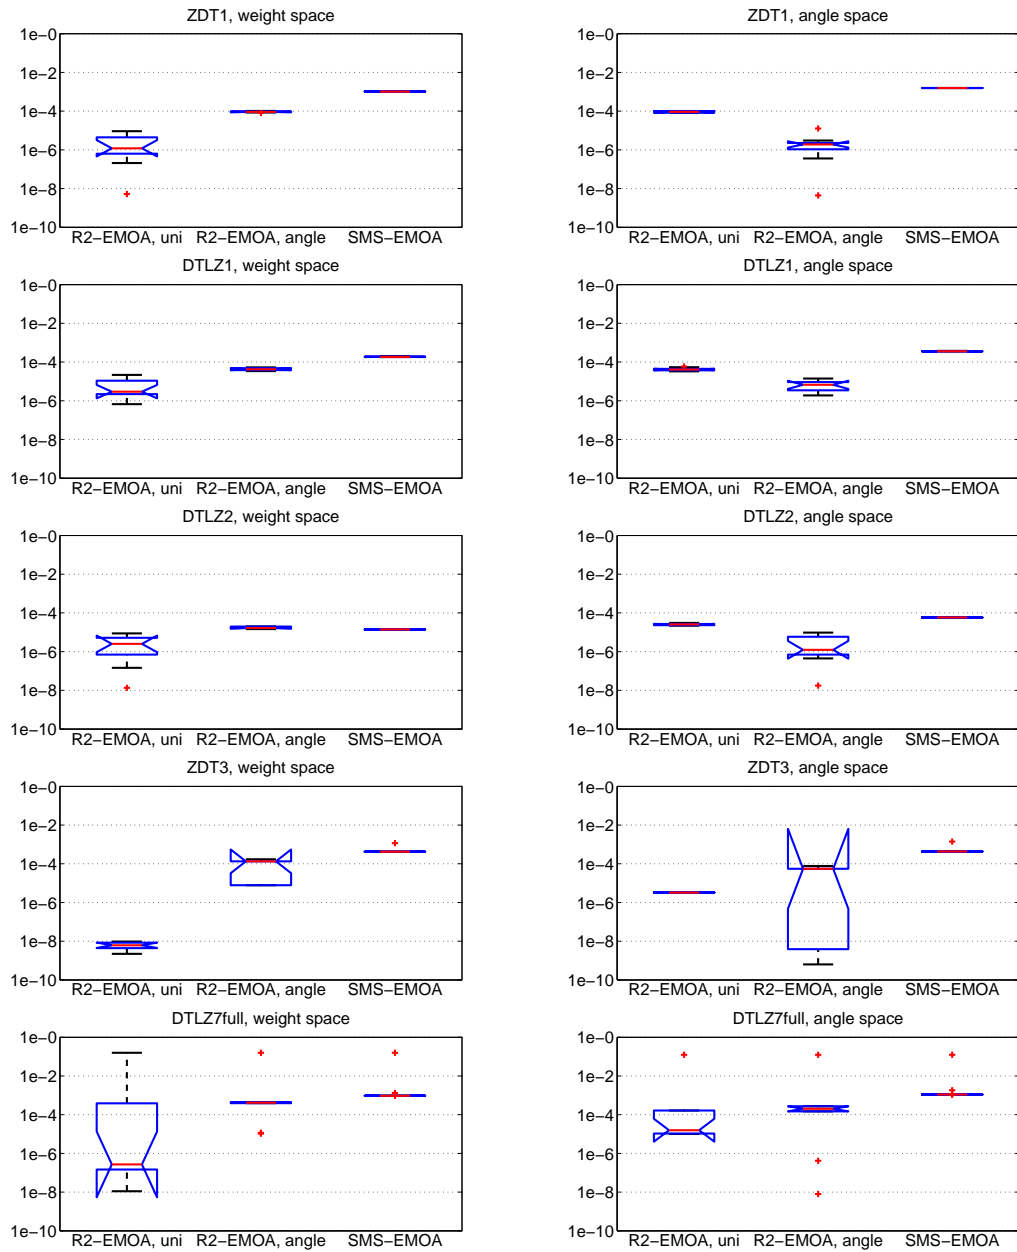 ZDT1, weight space
1e−0
1e−2
1e−4
1e−6
1e−8
1e−10
R2−EMOA, uni R2−EMOA, angle SMS−EMOA
ZDT1, angle space
1e−0
1e−2
1e−4
1e−6
1e−8
1e−10
R2−EMOA, uni R2−EMOA, angle SMS−EMOA
DTLZ1, weight space
1e−0
1e−2
1e−4
1e−6
1e−8
1e−10
R2−EMOA, uni R2−EMOA, angle SMS−EMOA
DTLZ1, angle space
1e−0
1e−2
1e−4
1e−6
1e−8
1e−10
R2−EMOA, uni R2−EMOA, angle SMS−EMOA
DTLZ2, weight space
1e−0
1e−2
1e−4
1e−6
1e−8
1e−10
R2−EMOA, uni R2−EMOA, angle SMS−EMOA
DTLZ2, angle space
1e−0
1e−2
1e−4
1e−6
1e−8
1e−10
R2−EMOA, uni R2−EMOA, angle SMS−EMOA
ZDT3, weight space
1e−0
1e−2
1e−4
1e−6
1e−8
1e−10
R2−EMOA, uni R2−EMOA, angle SMS−EMOA
ZDT3, angle space
1e−0
1e−2
1e−4
1e−6
1e−8
1e−10
R2−EMOA, uni R2−EMOA, angle SMS−EMOA
DTLZ7full, weight space
1e−0
1e−2
1e−4
1e−6
1e−8
1e−10
R2−EMOA, uni R2−EMOA, angle SMS−EMOA
DTLZ7full, angle space
1e−0
1e−2
1e−4
1e−6
1e−8
1e−10
R2−EMOA, uni R2−EMOA, angle SMS−EMOA